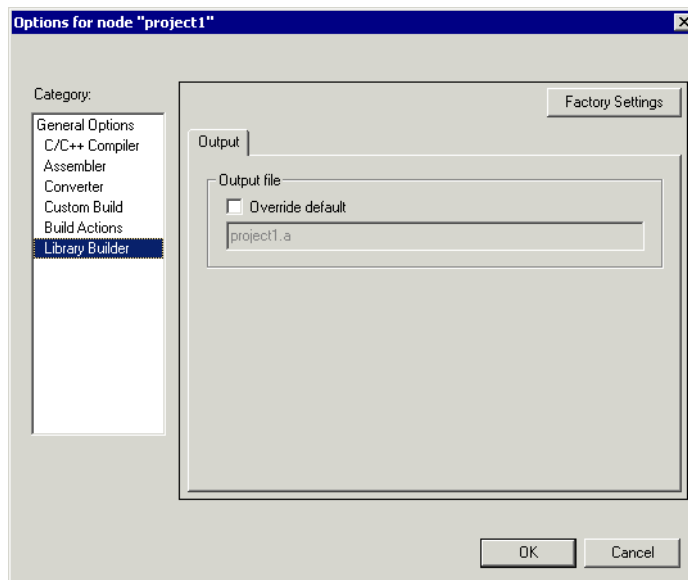 Options for node "project1"
Category:
Factory Settings
General Options
C/C++ Compiler
Assembler
Converter
Custom Build
Build Actions
Library Builder
Output
Output file
Override default
project1.a
OK
Cancel